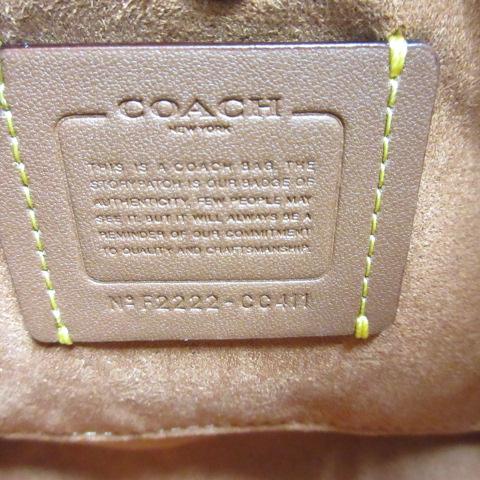 COACH
NEW YORK
THIS IS A COACH BAG. THE
STORYPATCH IS OUR BADGE OF
AUTHENTICITY. FEW PEOPLE MAY
SEE IT, BUT IT WILL ALWAYS BE A
REMINDER OF OUR COMMITMENT
TO QUALITY AND CRAFTSMANSHIP.
Nº F2222-CC411